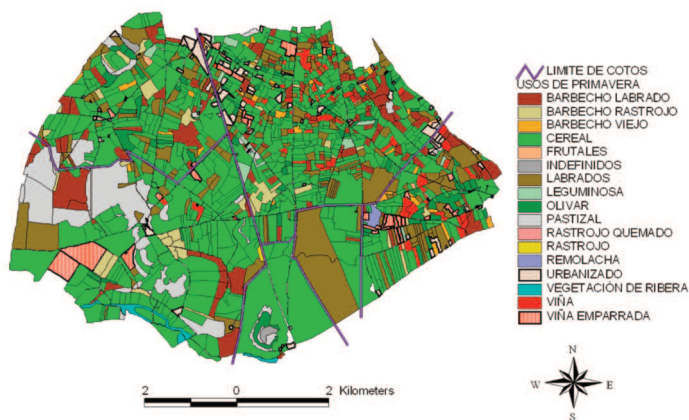 LIMITE DE COTOS
USOS DE PRIMAVERA
BARBECHO LABRADO
BARBECHO RASTROJO
BARBECHO VIEJO
CEREAL
FRUTALES
INDEFINIDOS
LABRADOS
LEGUMINOSA
OLIVAR
PASTIZAL
RASTROJO QUEMADO
RASTROJO
REMOLACHA
URBANIZADO
VEGETACIÓN DE RIBERA
VIÑA
VIÑA EMPARRADA
N
W E
S
2 0 2 Kilometers